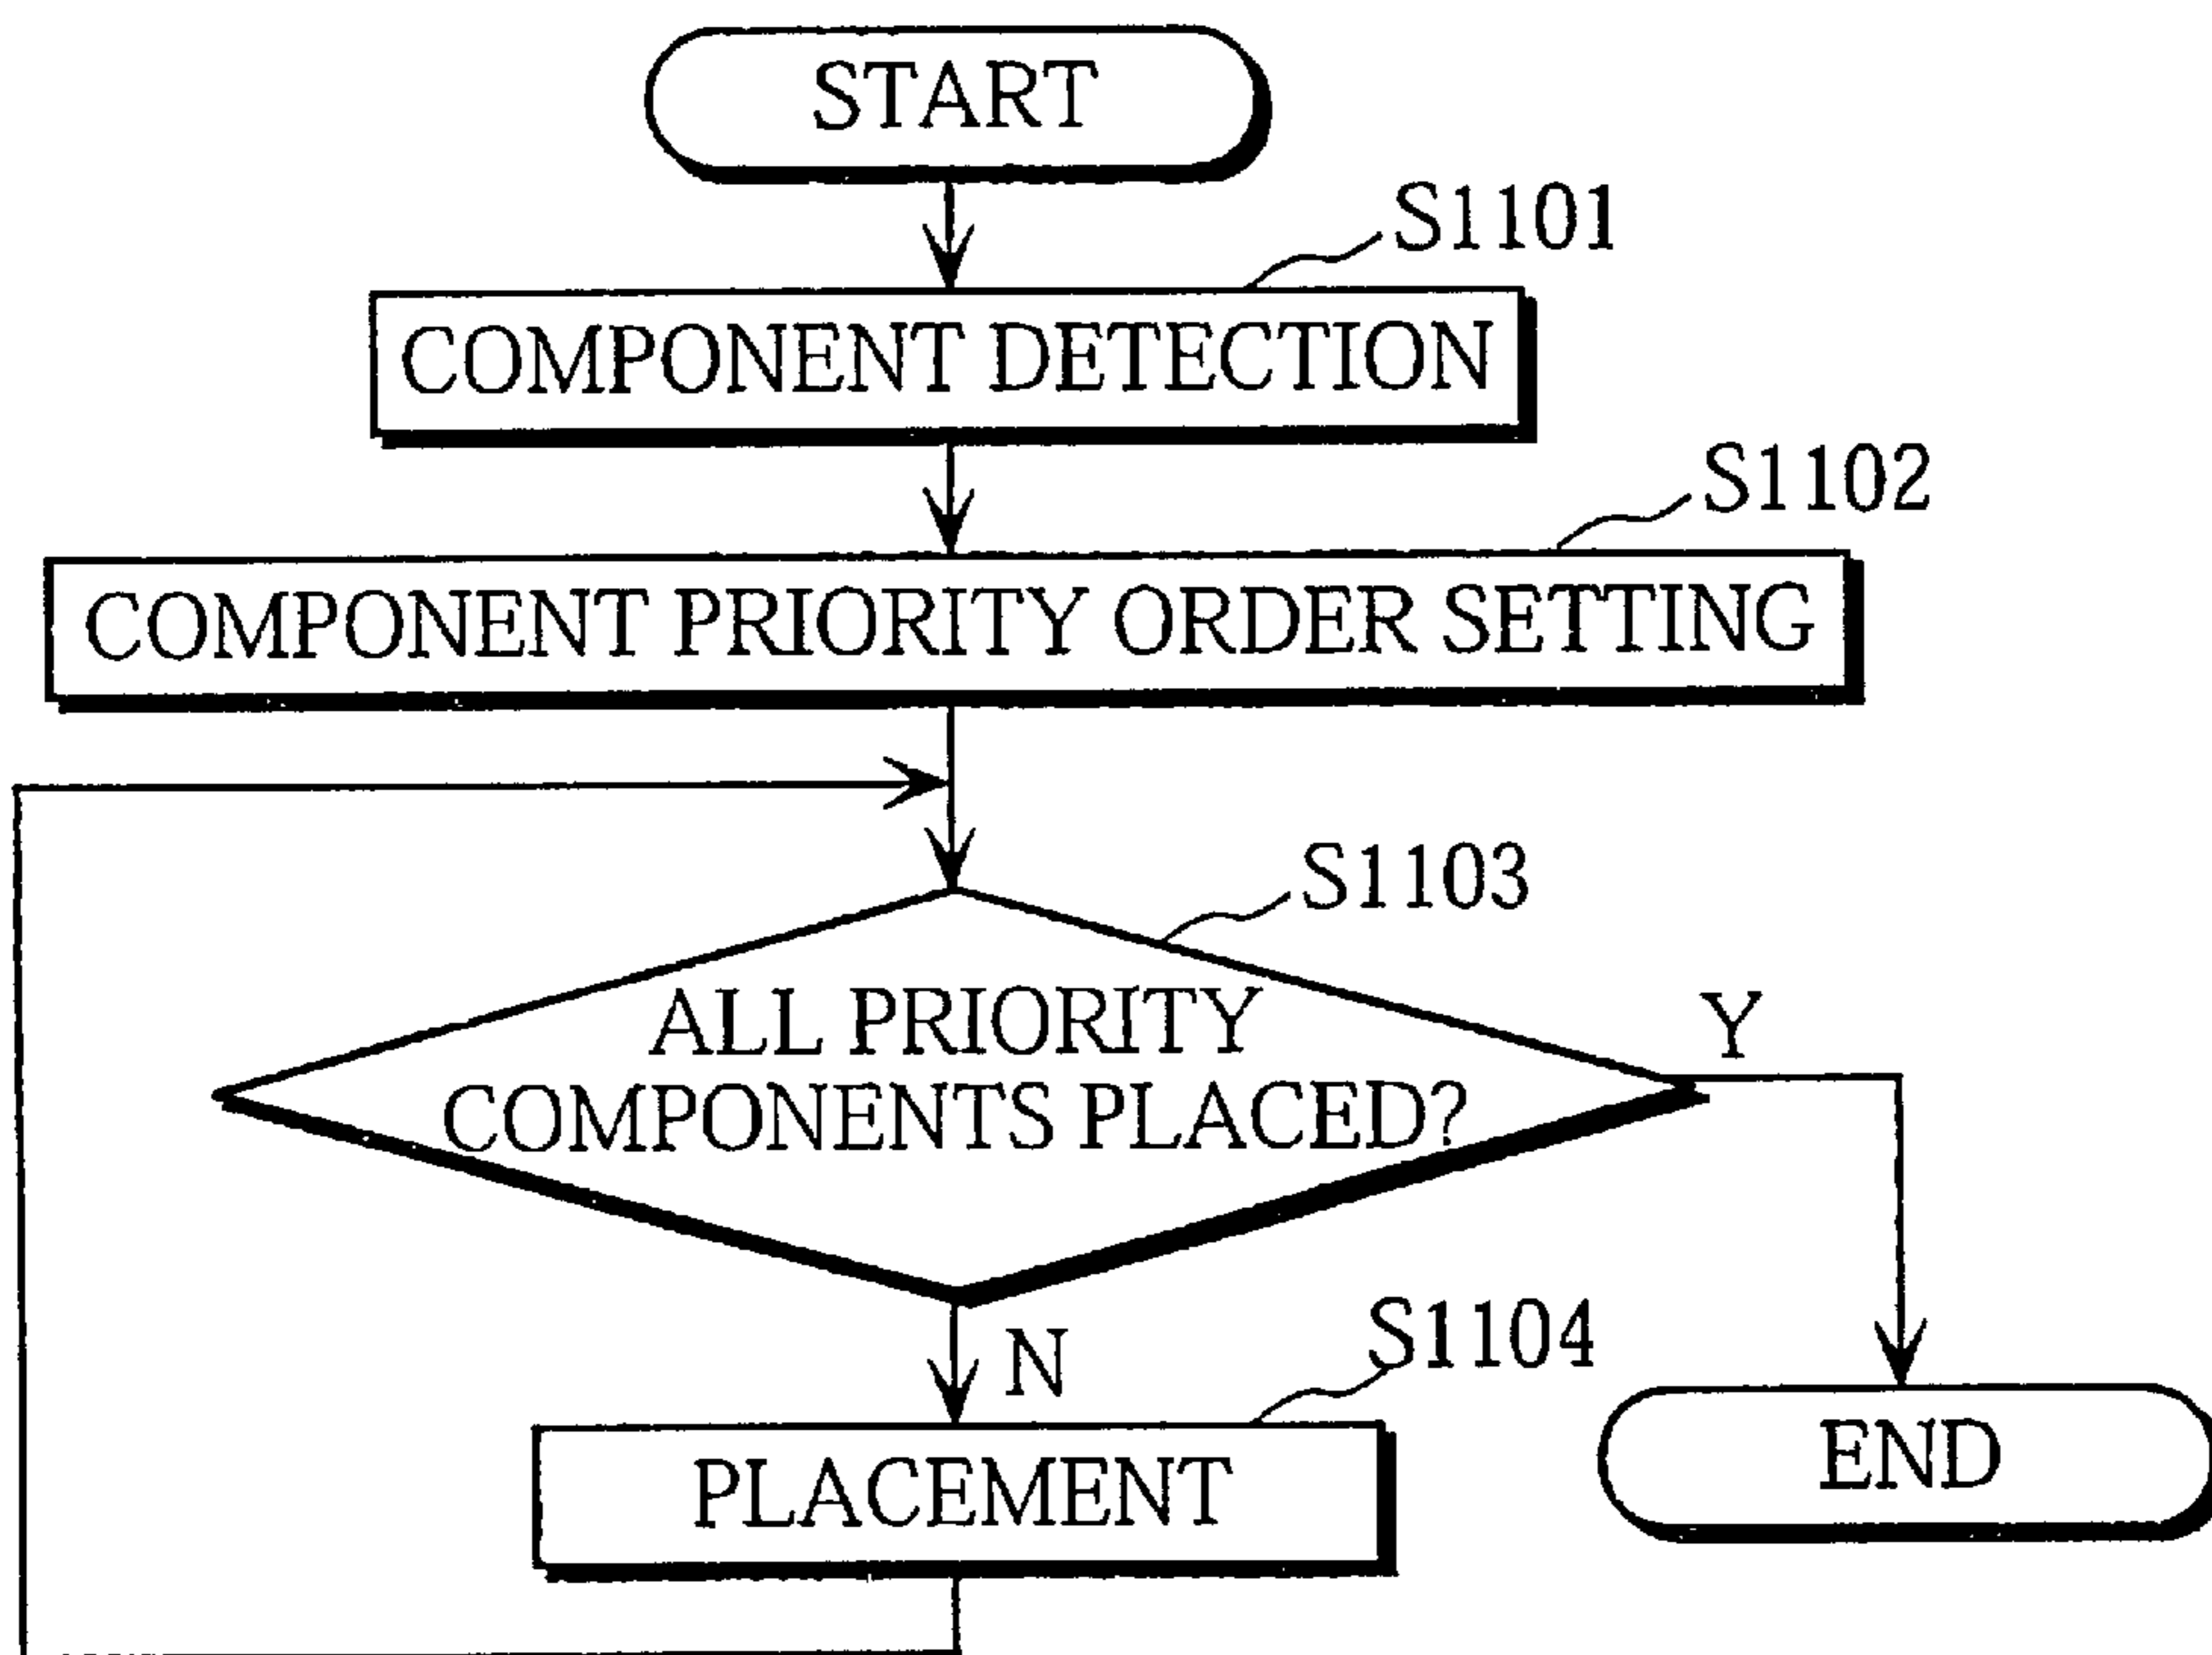 START
S1101
COMPONENT DETECTION
S1102
COMPONENT PRIORITY ORDER SETTING
S1103
ALL PRIORITY
COMPONENTS PLACED?
Y
N
S1104
PLACEMENT
END